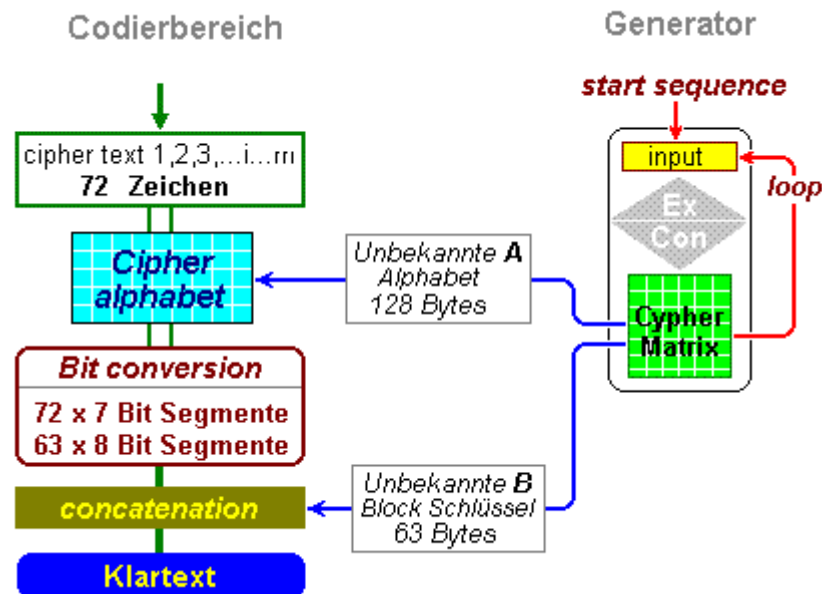 Codierbereich
Generator
start sequence
cipher text 1,2,3,...i...m
72 Zeichen
input
loop
Ex
Con
Cipher
alphabet
Unbekannte A
Alphabet
128 Bytes
Cypher
Matrix
Bit conversion
72 x 7 Bit Segmente
63 x 8 Bit Segmente
Unbekannte B
Block Schlüssel
63 Bytes
concatenation
Klartext